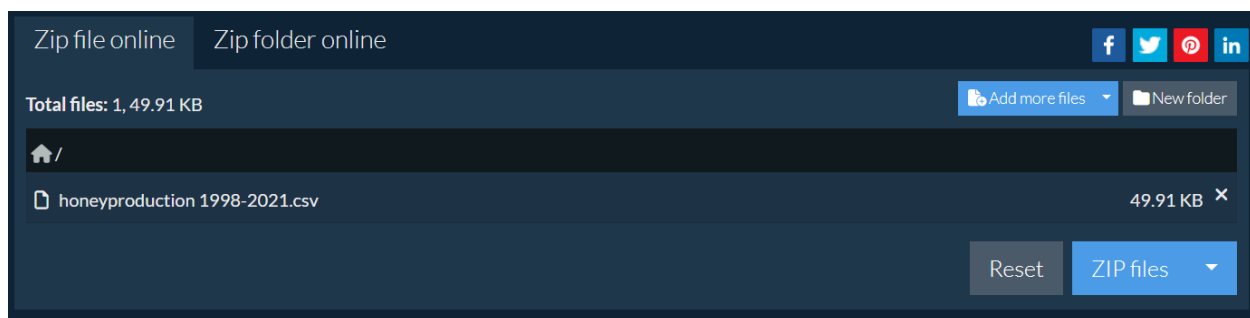 Zip file online Zip folder online
f in
Total files: 1, 49.91 KB Add more files New folder
/
honeyproduction 1998-2021.csv 49.91 KB ×
Reset ZIP files